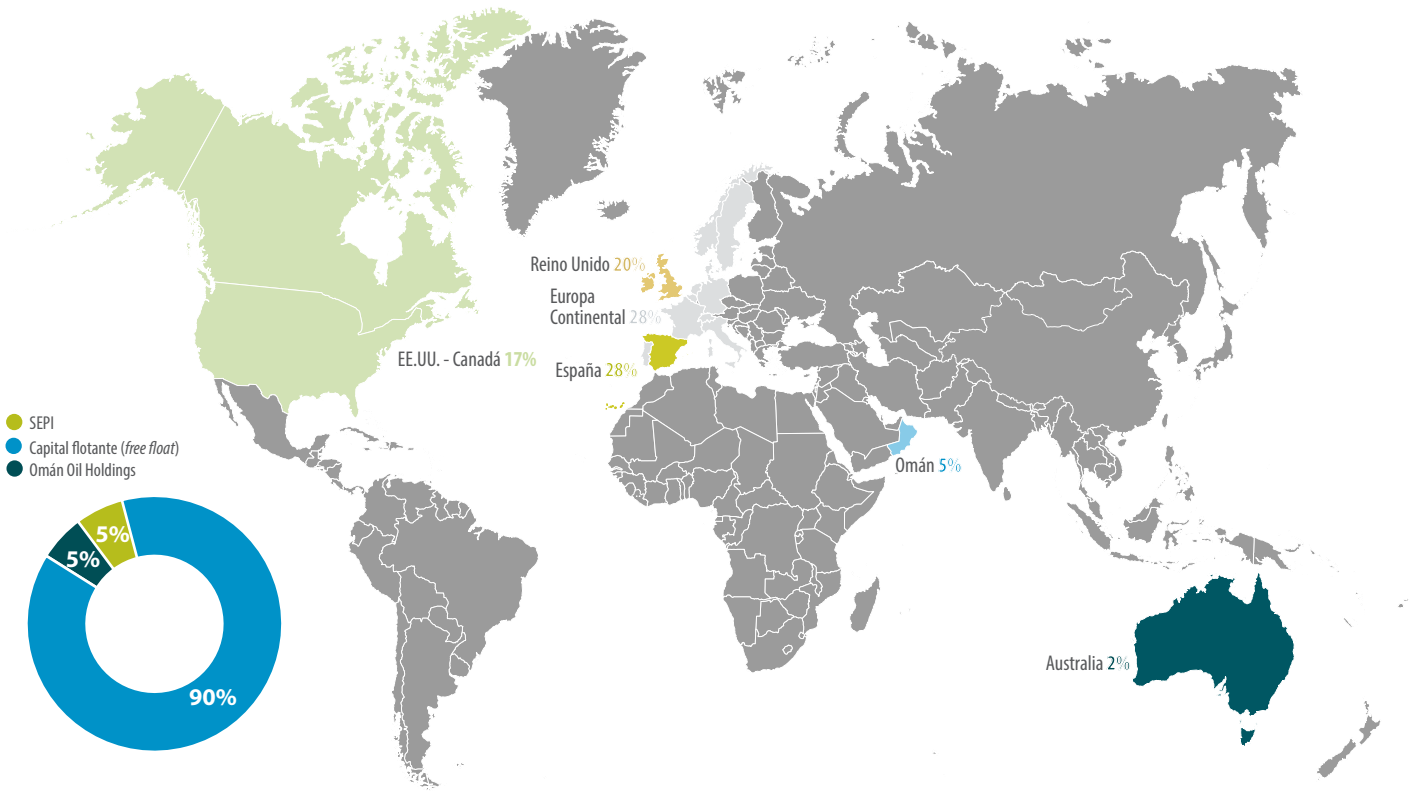 Reino Unido 20%
Europa
Continental 28%
EE.UU. - Canadá 17%
España 28%
SEPI
Capital flotante (free float)
Omán Oil Holdings
Omán 5%
5%
5%
90%
Australia 2%